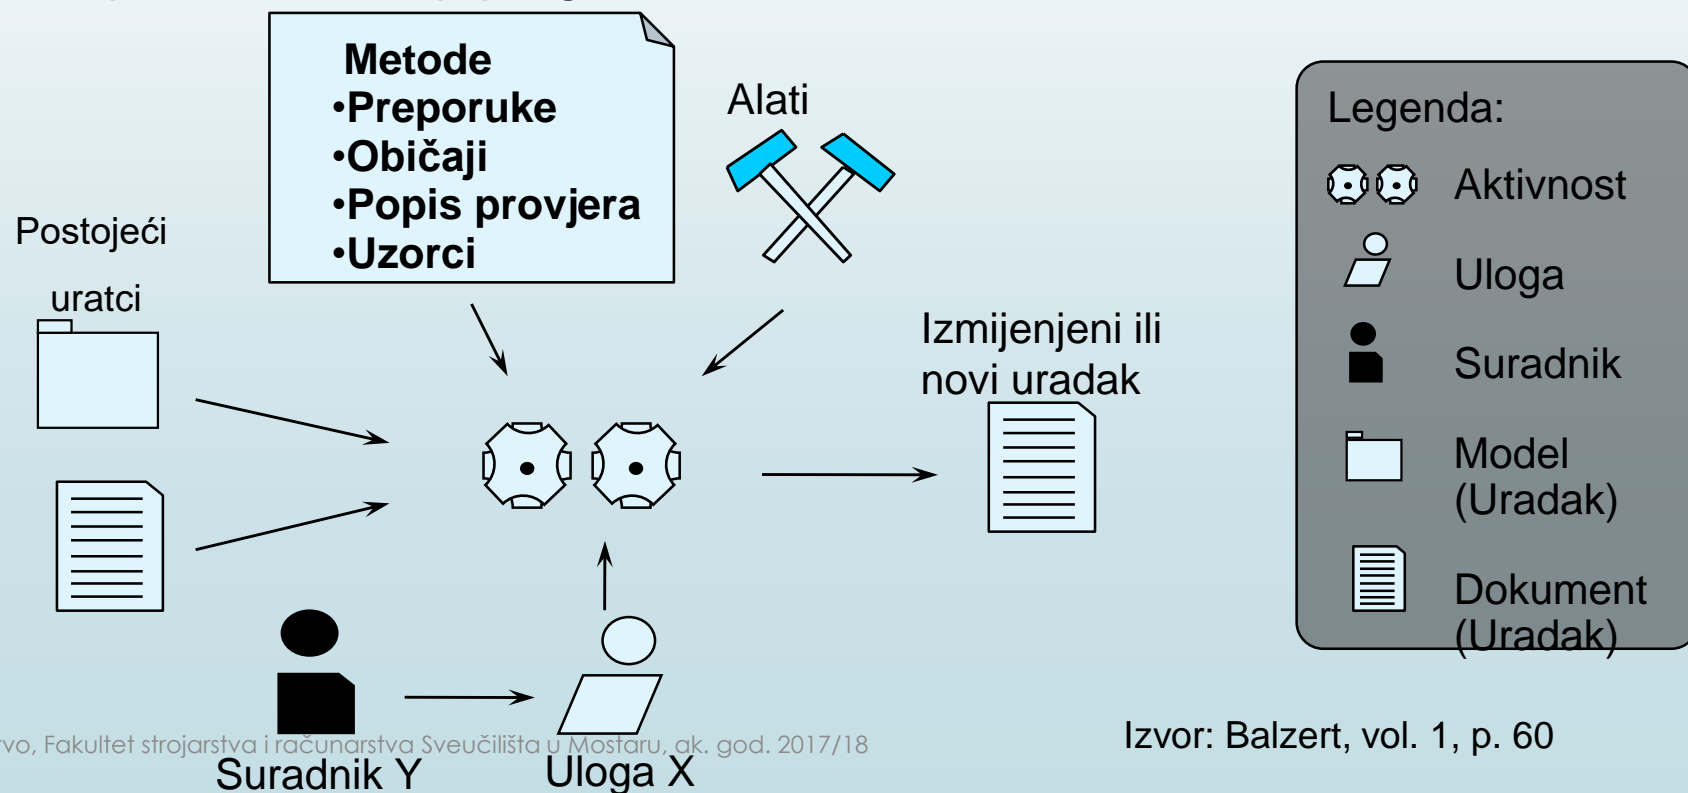 Metode
•Preporuke
•Običaji
•Popis provjera
•Uzorci
Alati
Postojeći
uratci
Izmijenjeni ili
novi uradak
Suradnik Y
Uloga X
Legenda:
Aktivnost
Uloga
Suradnik
Model
(Uradak)
Dokument
(Uradak)
Izvor: Balzert, vol. 1, p. 60
Fakultet strojarstva i računarstva Sveučilišta u Mostaru, ak. god. 2017/18